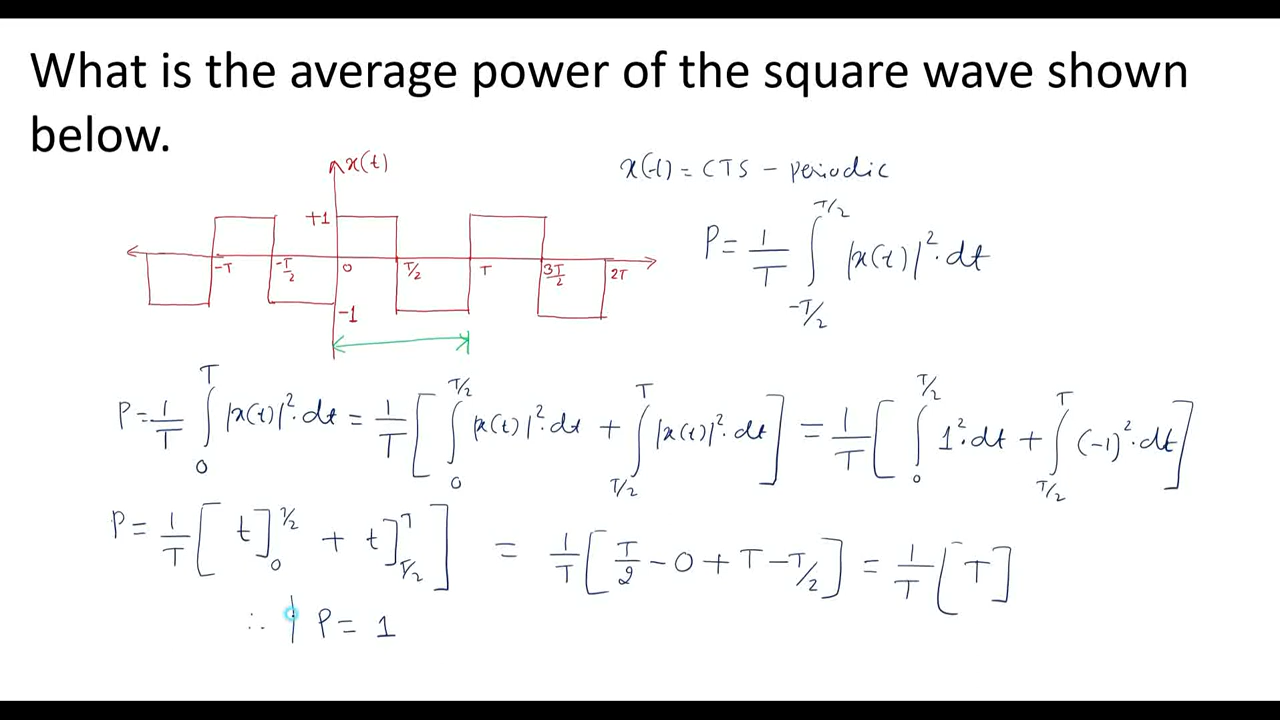 What is the average power of the square wave shown
below.
x(t)
x(t) = CTS - periodic
+1
-T -T/2 0 T/2 T 3T/2 2T
-1
P = 1/T ∫_{-T/2}^{T/2} |x(t)|². dt
P = 1/T ∫_0^T |x(t)|². dt = 1/T [ ∫_0^{T/2} |x(t)|². dt + ∫_{T/2}^T |x(t)|². dt ] = 1/T [ ∫_0^{T/2} 1². dt + ∫_{T/2}^T (-1)². dt ]
P = 1/T [ t]_0^{T/2} + t]_{T/2}^T ] = 1/T [ T/2 - 0 + T - T/2 ] = 1/T [ T ]
∴ P = 1